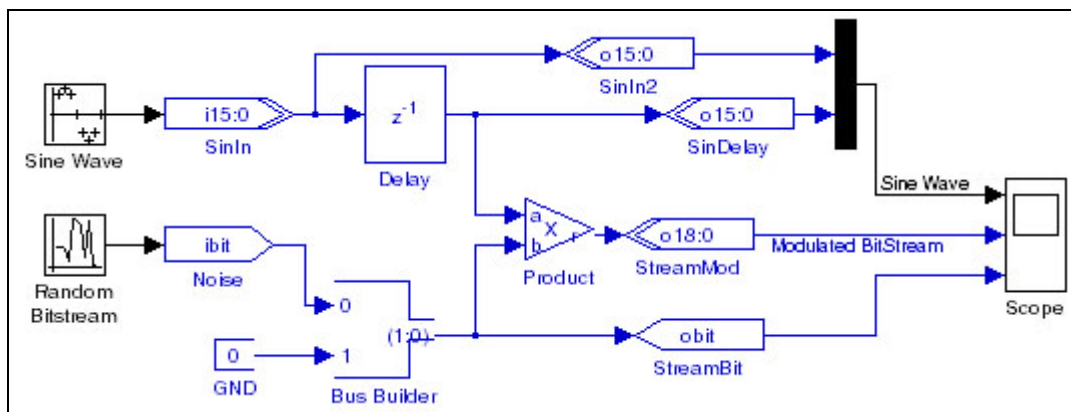 o15:0
SinIn2
i15:0
z-1
o15:0
Sine Wave
SinIn
SinDelay
Delay
Sine Wave
a
x
b
r
o18:0
Modulated BitStream
ibit
Product
StreamMod
Random
Bitstream
Noise
Scope
0
(1:0)
0
1
obit
GND
Bus Builder
StreamBit